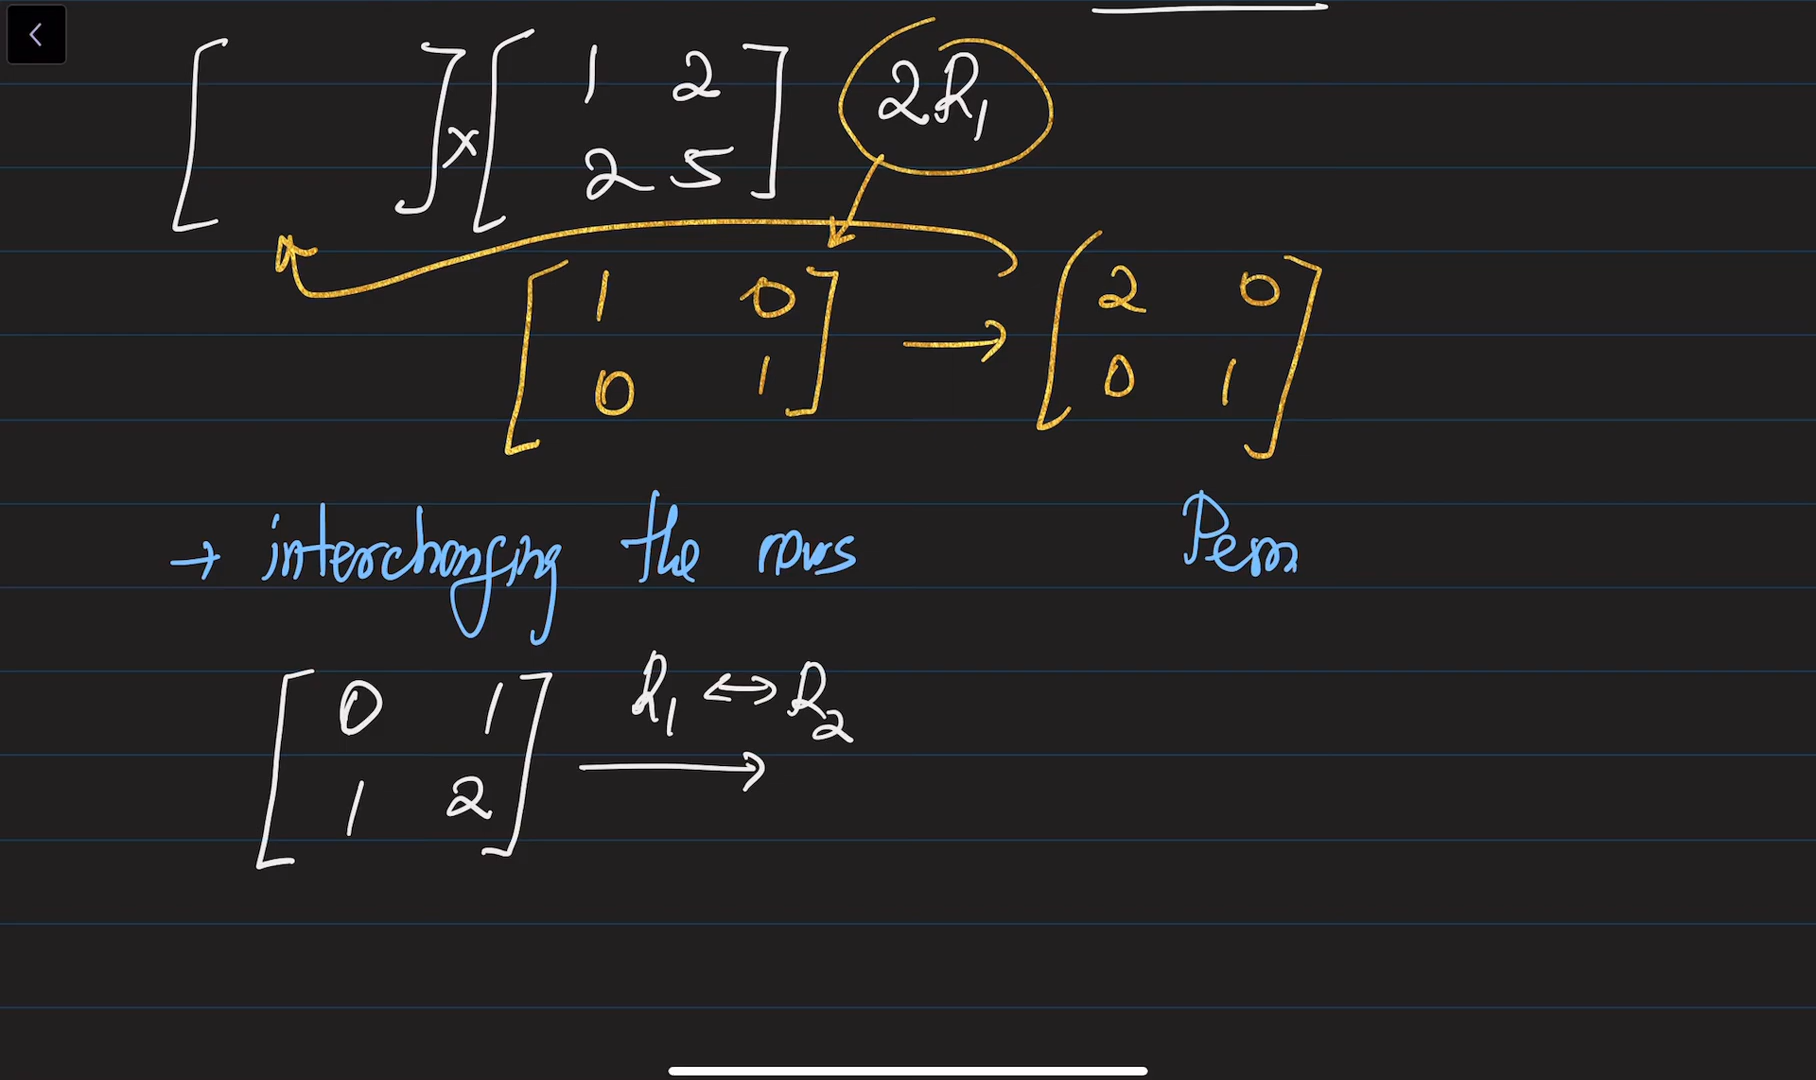 [ ] x [ 1 2 ] 2R₁
[ 2 5 ]
[ 1 0 ] → [ 2 0 ]
[ 0 1 ] [ 0 1 ]
→ interchanging the rows Perm
[ 0 1 ] R₁ ↔ R₂
[ 1 2 ] →